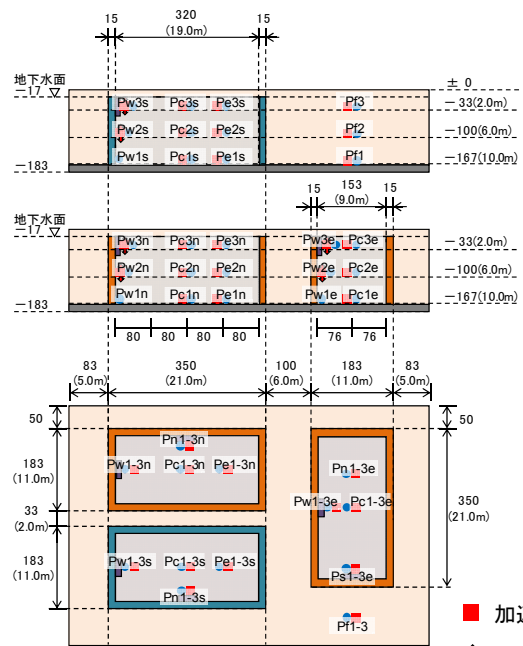 15 320 15
(19.0m)
地下水面
−17 ▽
± 0
Pw3s Pc3s Pe3s Pf3
−33(2.0m)
Pw2s Pc2s Pe2s Pf2
−100(6.0m)
Pw1s Pc1s Pe1s Pf1
−167(10.0m)
−183
15 153 15
(9.0m)
地下水面
−17
Pw3n Pc3n Pe3n Pw3e Pc3e
−33(2.0m)
Pw2n Pc2n Pe2n Pw2e Pc2e
−100(6.0m)
Pw1n Pc1n Pe1n Pw1e Pc1e
−167(10.0m)
−183
80 80 80 80 76 76
83 350 100 183 83
(5.0m) (21.0m) (6.0m) (11.0m) (5.0m)
50 50
Pn1-3n
183
(11.0m)
Pw1-3n Pc1-3n Pe1-3n
Pn1-3e
Pw1-3e Pc1-3e
350
(21.0m)
33
(2.0m)
183
(11.0m)
Pw1-3s Pc1-3s Pe1-3s
Pn1-3s
Ps1-3e
Pf1-3
■ 加